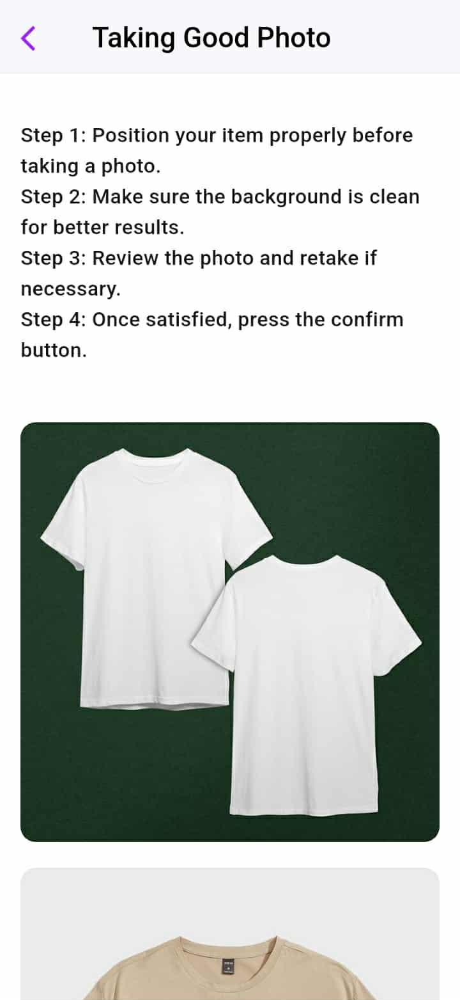 Taking Good Photo
Step 1: Position your item properly before
taking a photo.
Step 2: Make sure the background is clean
for better results.
Step 3: Review the photo and retake if
necessary.
Step 4: Once satisfied, press the confirm
button.